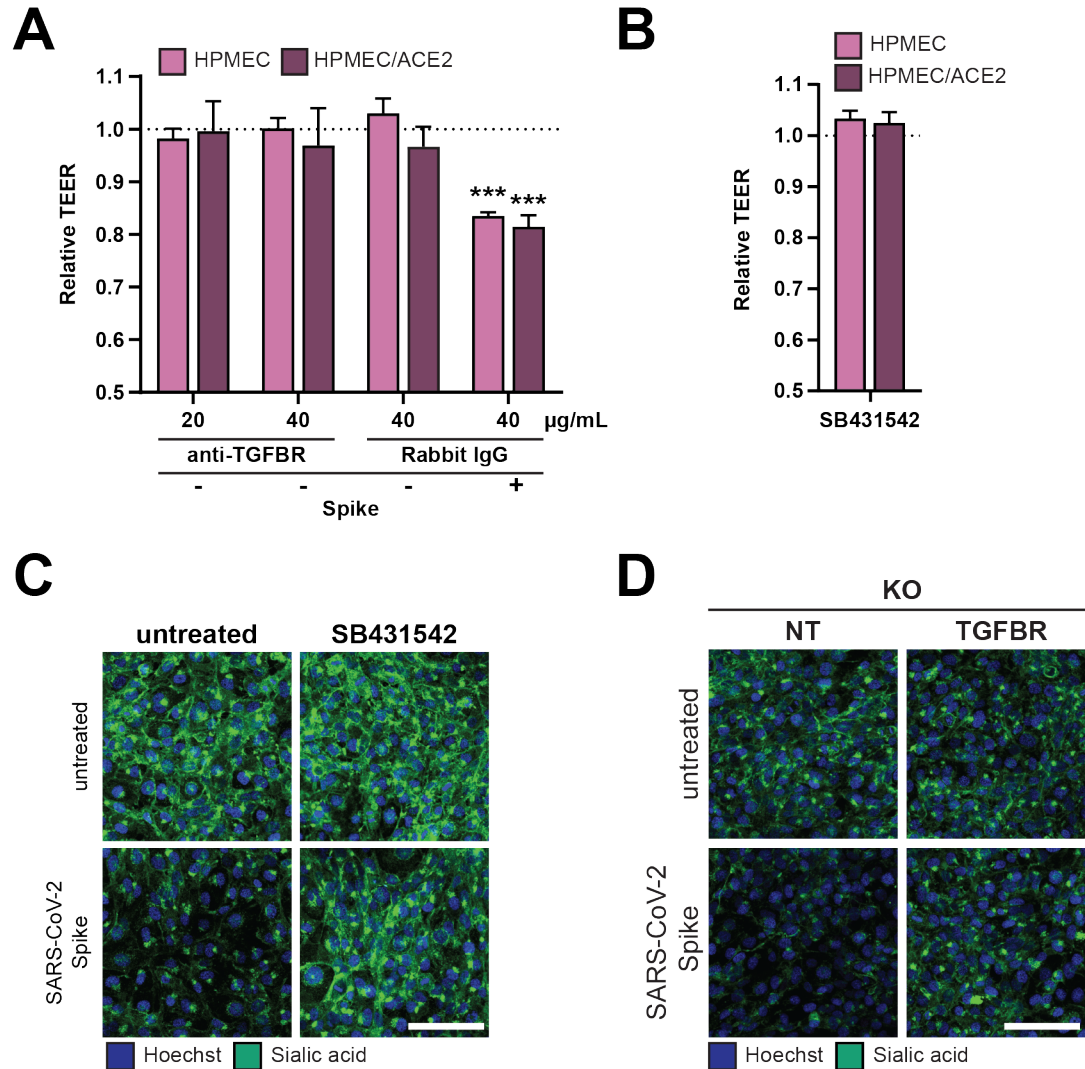 A
HPMEC HPMEC/ACE2
1.1
1.0
0.9
0.8
0.7
0.6
0.5
Relative TEER
*** ***
20 40 40 40 µg/mL
anti-TGFBR Rabbit IgG
- - - +
Spike
B
HPMEC
HPMEC/ACE2
1.1
1.0
0.9
0.8
0.7
0.6
0.5
Relative TEER
SB431542
C
untreated SB431542
untreated
SARS-CoV-2
Spike
Hoechst Sialic acid
D
KO
NT TGFBR
untreated
SARS-CoV-2
Spike
Hoechst Sialic acid